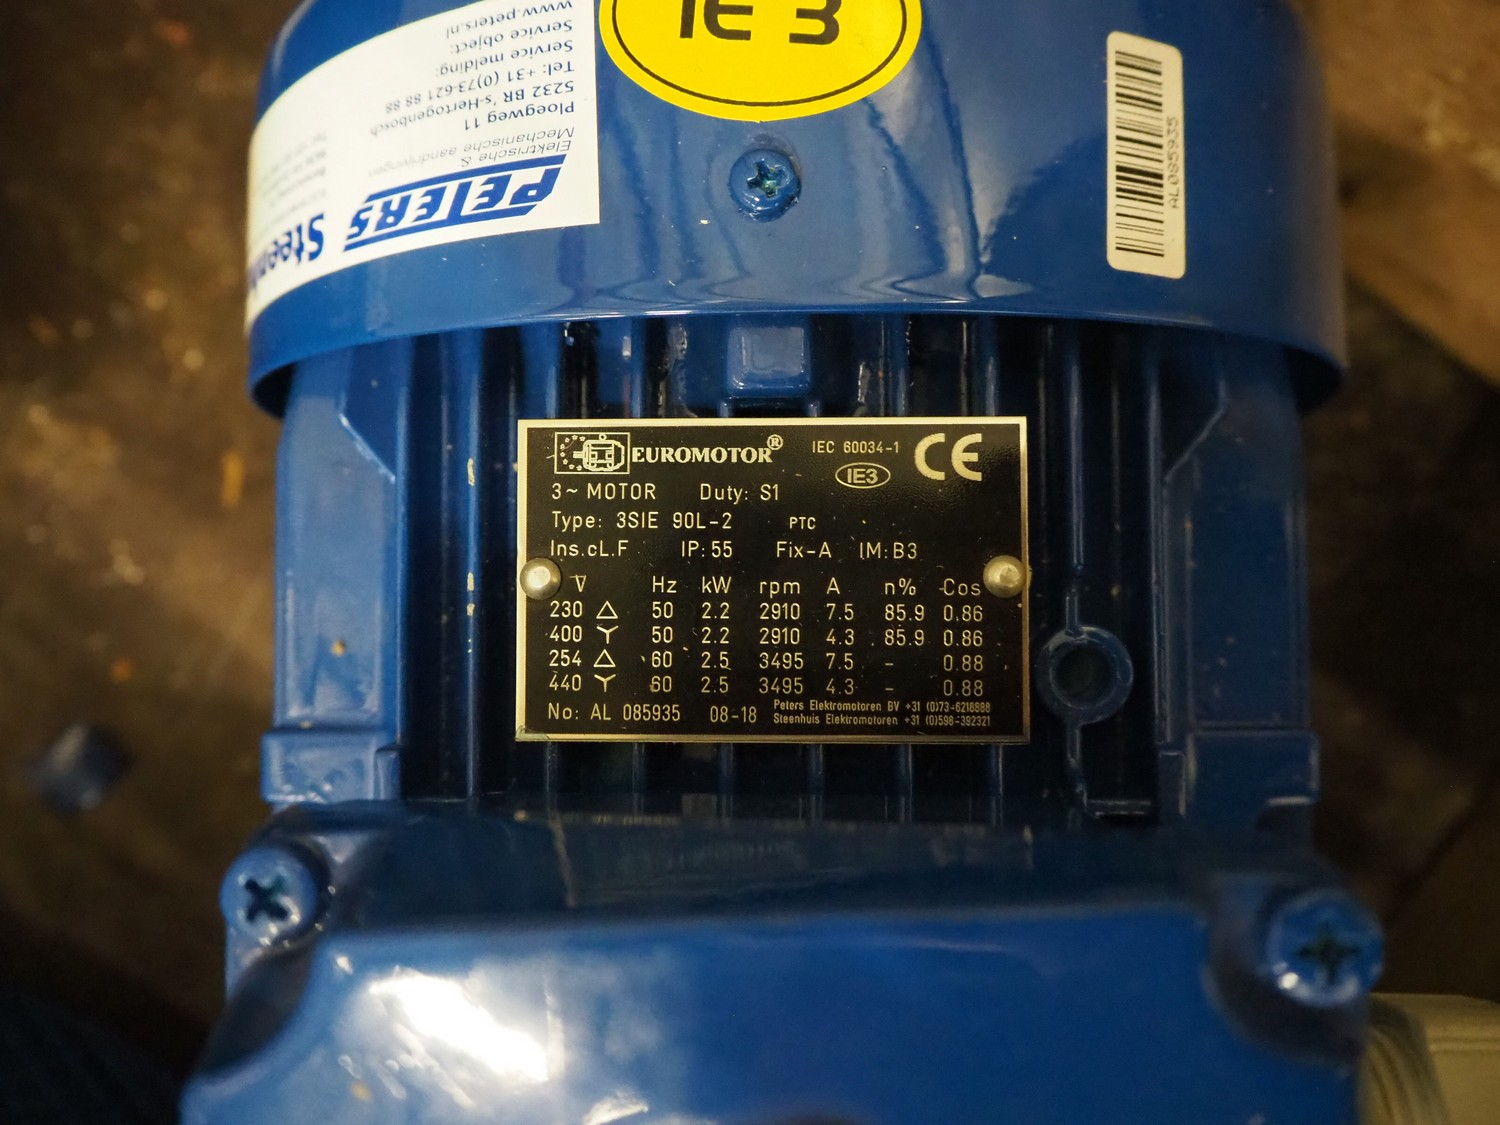 IE 3
www.peters.nl
Service object:
Service melding:
Tel: +31 (0)73-621 88 88
5232 BR 's-Hertogenbosch
Ploegweg 11
Mechanische aandrijvingen
Elektrische &
PETERS
AL085935
EUROMOTOR® IEC 60034-1 CE
IE3
3~ MOTOR Duty: S1
Type: 3SIE 90L-2 PTC
Ins.cL.F IP:55 Fix-A IM:B3
V Hz kW rpm A n% Cos
230 △ 50 2.2 2910 7.5 85.9 0.86
400 Y 50 2.2 2910 4.3 85.9 0.86
254 △ 60 2.5 3495 7.5 - 0.88
440 Y 60 2.5 3495 4.3 - 0.88
No: AL 085935 08-18 Peters Elektromotoren BV +31 (0)73-6218888
Steenhuis Elektromotoren +31 (0)598-392321